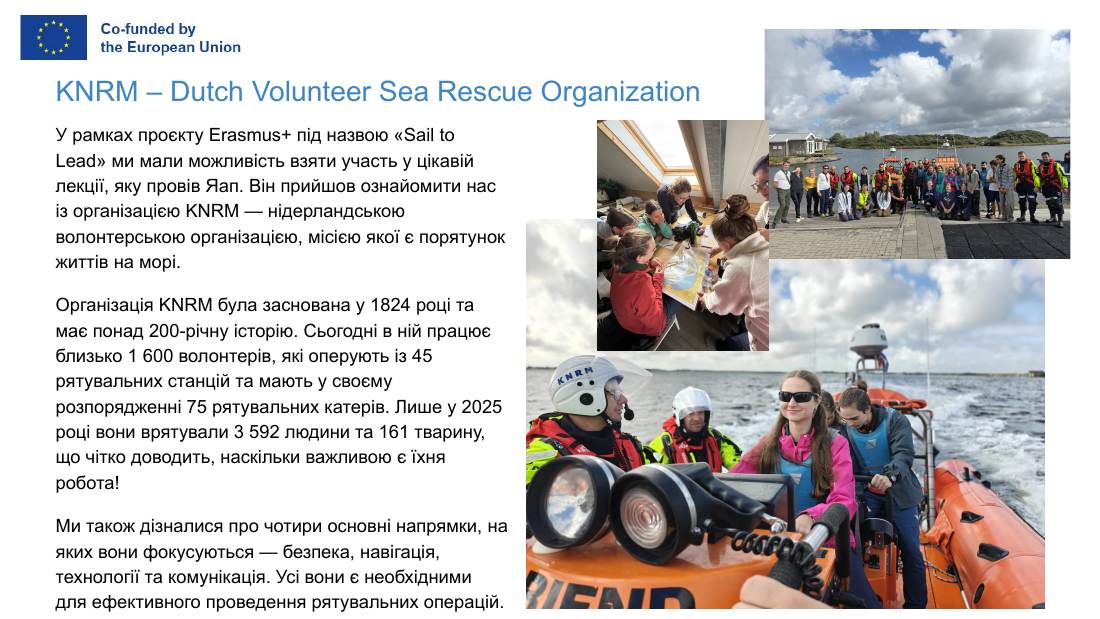 Co-funded by
the European Union
KNRM – Dutch Volunteer Sea Rescue Organization
У рамках проєкту Erasmus+ під назвою «Sail to
Lead» ми мали можливість взяти участь у цікавій
лекції, яку провів Яап. Він прийшов ознайомити нас
із організацією KNRM — нідерландською
волонтерською організацією, місією якої є порятунок
життів на морі.
Організація KNRM була заснована у 1824 році та
має понад 200-річну історію. Сьогодні в ній працює
близько 1 600 волонтерів, які оперують із 45
рятувальних станцій та мають у своєму
розпорядженні 75 рятувальних катерів. Лише у 2025
році вони врятували 3 592 людини та 161 тварину,
що чітко доводить, наскільки важливою є їхня
робота!
Ми також дізналися про чотири основні напрямки, на
яких вони фокусуються — безпека, навігація,
технології та комунікація. Усі вони є необхідними
для ефективного проведення рятувальних операцій.
KNRM
RIEND